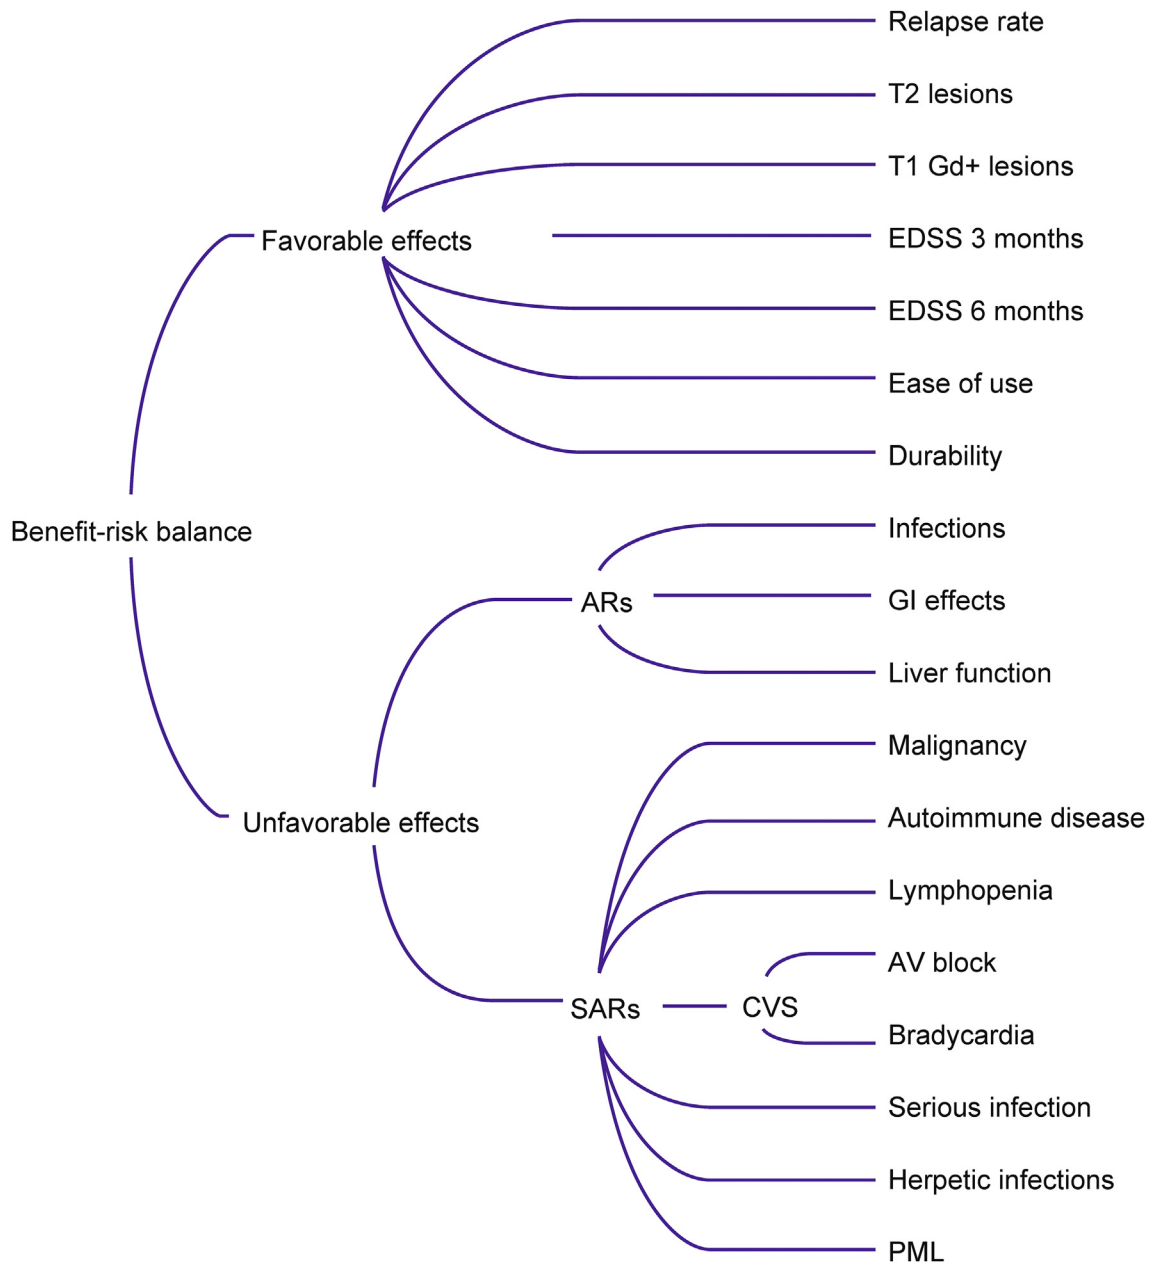 Relapse rate
T2 lesions
T1 Gd+ lesions
Favorable effects
EDSS 3 months
EDSS 6 months
Ease of use
Durability
Benefit-risk balance
Infections
ARs
GI effects
Liver function
Malignancy
Unfavorable effects
Autoimmune disease
Lymphopenia
AV block
SARs
CVS
Bradycardia
Serious infection
Herpetic infections
PML